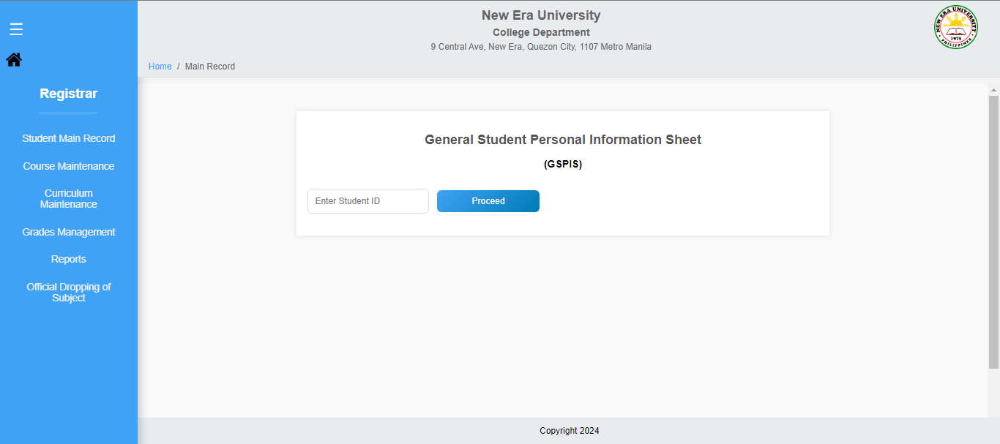 New Era University
College Department
9 Central Ave, New Era, Quezon City, 1107 Metro Manila
NEW ERA UNIVERSITY
1975
PHILIPPINES
Home / Main Record
Registrar
Student Main Record
Course Maintenance
Curriculum
Maintenance
Grades Management
Reports
Official Dropping of
Subject
General Student Personal Information Sheet
(GSPIS)
Enter Student ID
Proceed
Copyright 2024